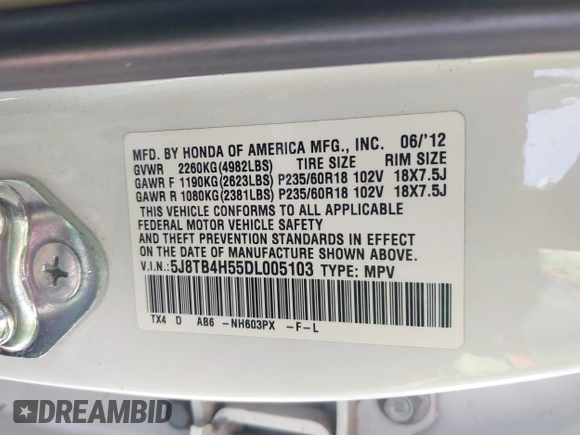 MFD. BY HONDA OF AMERICA MFG., INC. 06/'12
GVWR 2260KG(4982LBS) TIRE SIZE RIM SIZE
GAWR F 1190KG(2623LBS) P235/60R18 102V 18X7.5J
GAWR R 1080KG(2381LBS) P235/60R18 102V 18X7.5J
THIS VEHICLE CONFORMS TO ALL APPLICABLE
FEDERAL MOTOR VEHICLE SAFETY
AND THEFT PREVENTION STANDARDS IN EFFECT
ON THE DATE OF MANUFACTURE SHOWN ABOVE.
V.I.N.: 5J8TB4H55DL005103 TYPE: MPV
TX4 D AB6 -NH603PX -F-L
DREAMBID